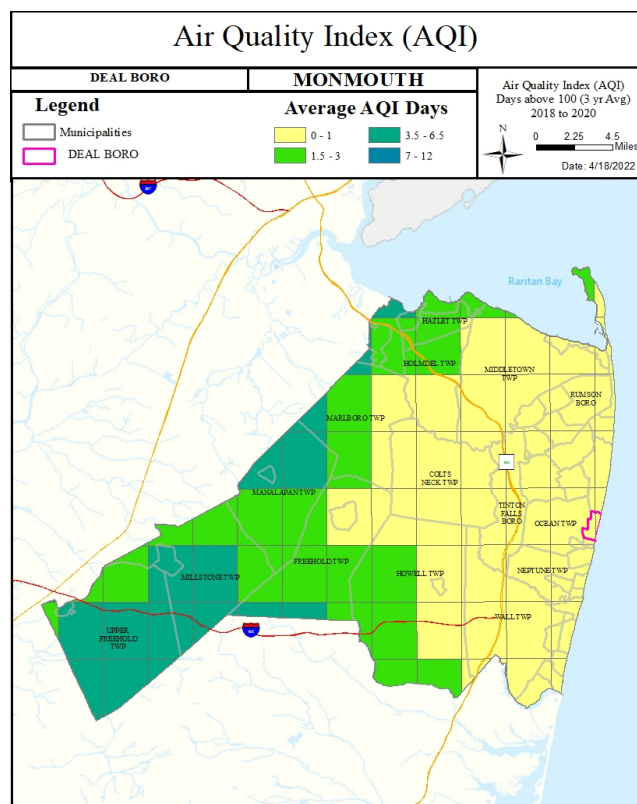 Air Quality Index (AQI)
DEAL BORO
MONMOUTH
Legend
Municipalities
DEAL BORO
Average AQI Days
0 - 1
3.5 - 6.5
1.5 - 3
7 - 12
Air Quality Index (AQI)
Days above 100 (3 yr Avg)
2018 to 2020
N
0 2.25 4.5
Miles
Date: 4/18/2022
Raritan Bay
HAZLET TWP
HOLMDEL TWP
MIDDLETOWN
TWP
RUMSON
BORO
MARLBORO TWP
COLTS
NECK TWP
MANALAPAN TWP
TINTON
FALLS
BORO
OCEAN TWP
FREEHOLD TWP
HOWELL TWP
NEPTUNE TWP
MILLSTONE TWP
WALL TWP
UPPER
FREEHOLD
TWP